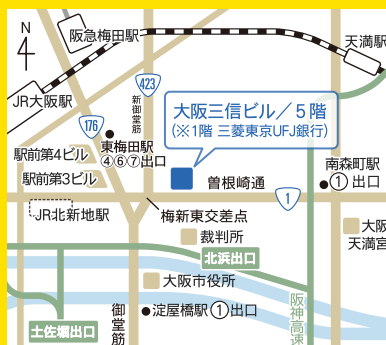 N
阪急梅田駅
天満駅
JR大阪駅
423
新御堂筋
176
大阪三信ビル／5階
(※1階 三菱東京UFJ銀行)
東梅田駅
④⑥⑦出口
駅前第4ビル
駅前第3ビル
曽根崎通
1
南森町駅
①出口
JR北新地駅
梅新東交差点
裁判所
大阪
天満宮
北浜出口
大阪市役所
御堂筋
淀屋橋駅①出口
阪神高速
土佐堀出口